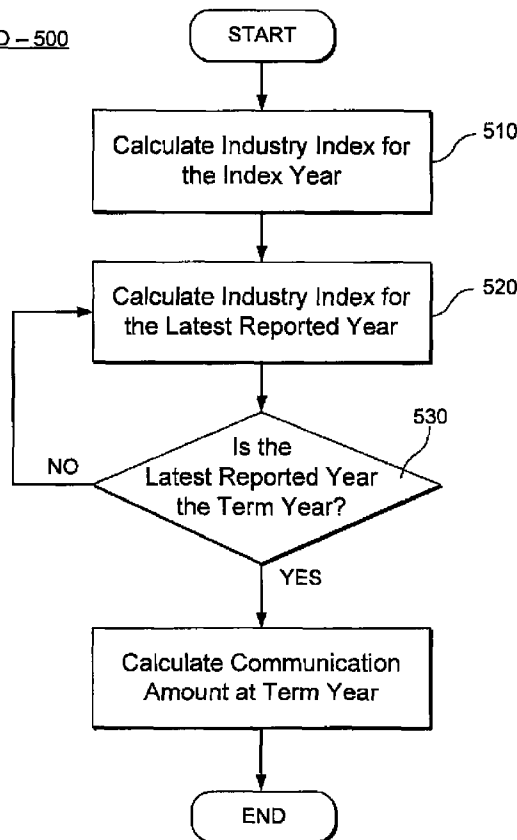 – 500
START
Calculate Industry Index for
the Index Year
510
Calculate Industry Index for
the Latest Reported Year
520
530
Is the
Latest Reported Year
the Term Year?
NO
YES
Calculate Communication
Amount at Term Year
END